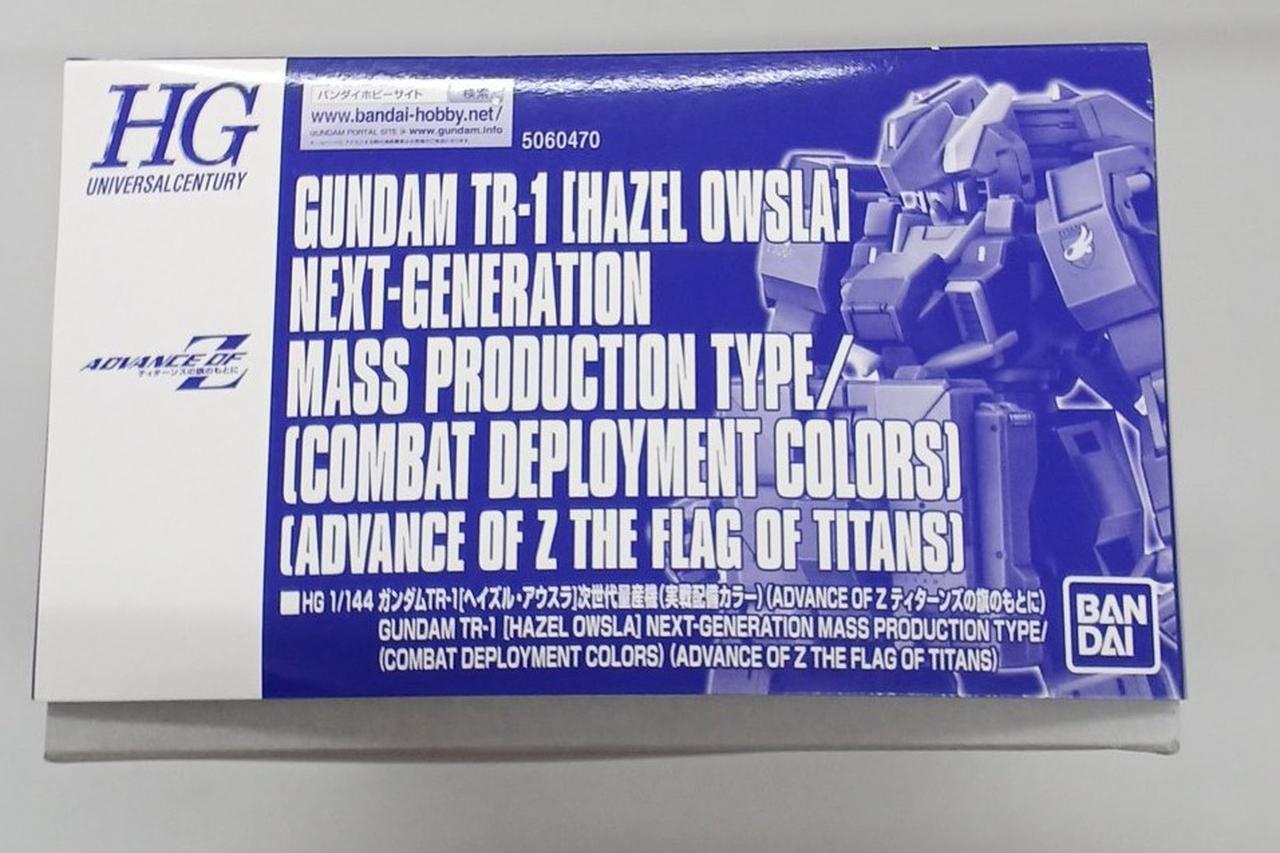 HG
UNIVERSAL CENTURY
ADVANCE OF Z
ティターンズの旗のもとに
バンダイホビーサイト 検索
www.bandai-hobby.net/
GUNDAM PORTAL SITE www.gundam.info
5060470
GUNDAM TR-1 [HAZEL OWSLA]
NEXT-GENERATION
MASS PRODUCTION TYPE/
(COMBAT DEPLOYMENT COLORS)
(ADVANCE OF Z THE FLAG OF TITANS)
■HG 1/144 ガンダムTR-1[ヘイズル・アウスラ]次世代量産機(実戦配備カラー)(ADVANCE OF Z ティターンズの旗のもとに)
GUNDAM TR-1 [HAZEL OWSLA] NEXT-GENERATION MASS PRODUCTION TYPE/
(COMBAT DEPLOYMENT COLORS) (ADVANCE OF Z THE FLAG OF TITANS)
BAN
DAI